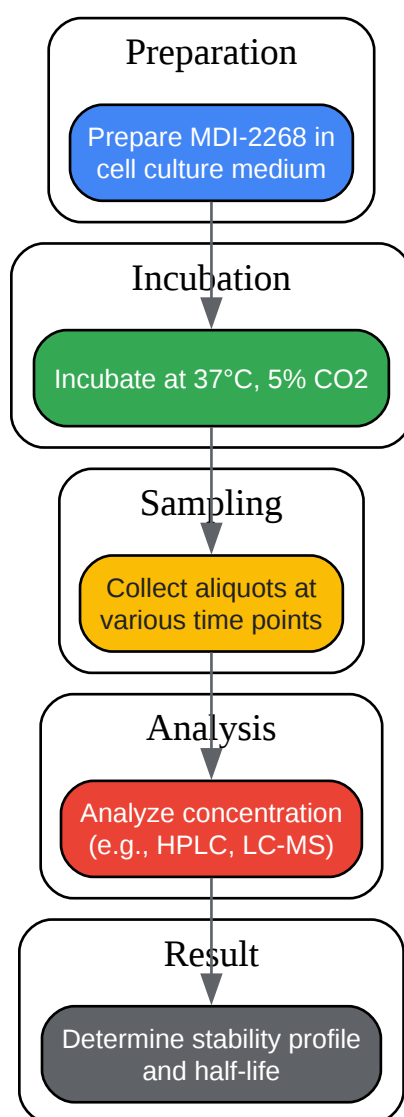 Preparation
Prepare MDI-2268 in
cell culture medium
Incubation
Incubate at 37°C, 5% CO2
Sampling
Collect aliquots at
various time points
Analysis
Analyze concentration
(e.g., HPLC, LC-MS)
Result
Determine stability profile
and half-life